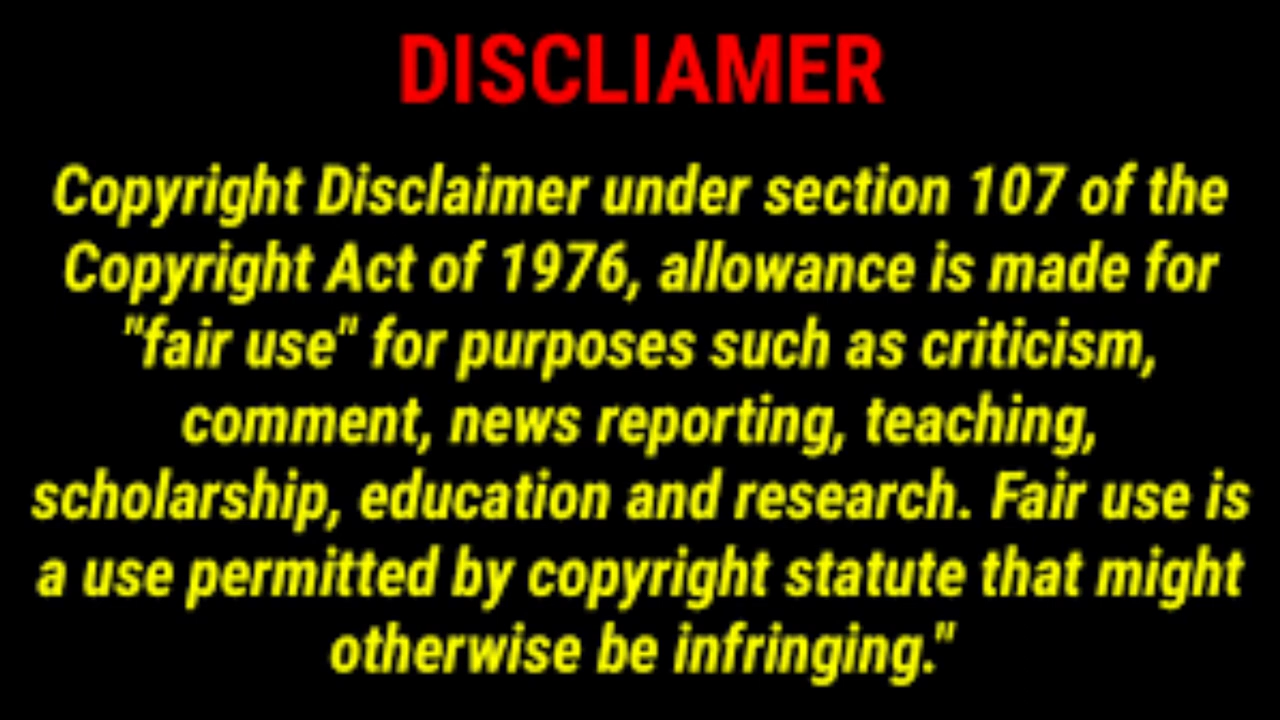 DISCLIAMER
Copyright Disclaimer under section 107 of the
Copyright Act of 1976, allowance is made for
"fair use" for purposes such as criticism,
comment, news reporting, teaching,
scholarship, education and research. Fair use is
a use permitted by copyright statute that might
otherwise be infringing."